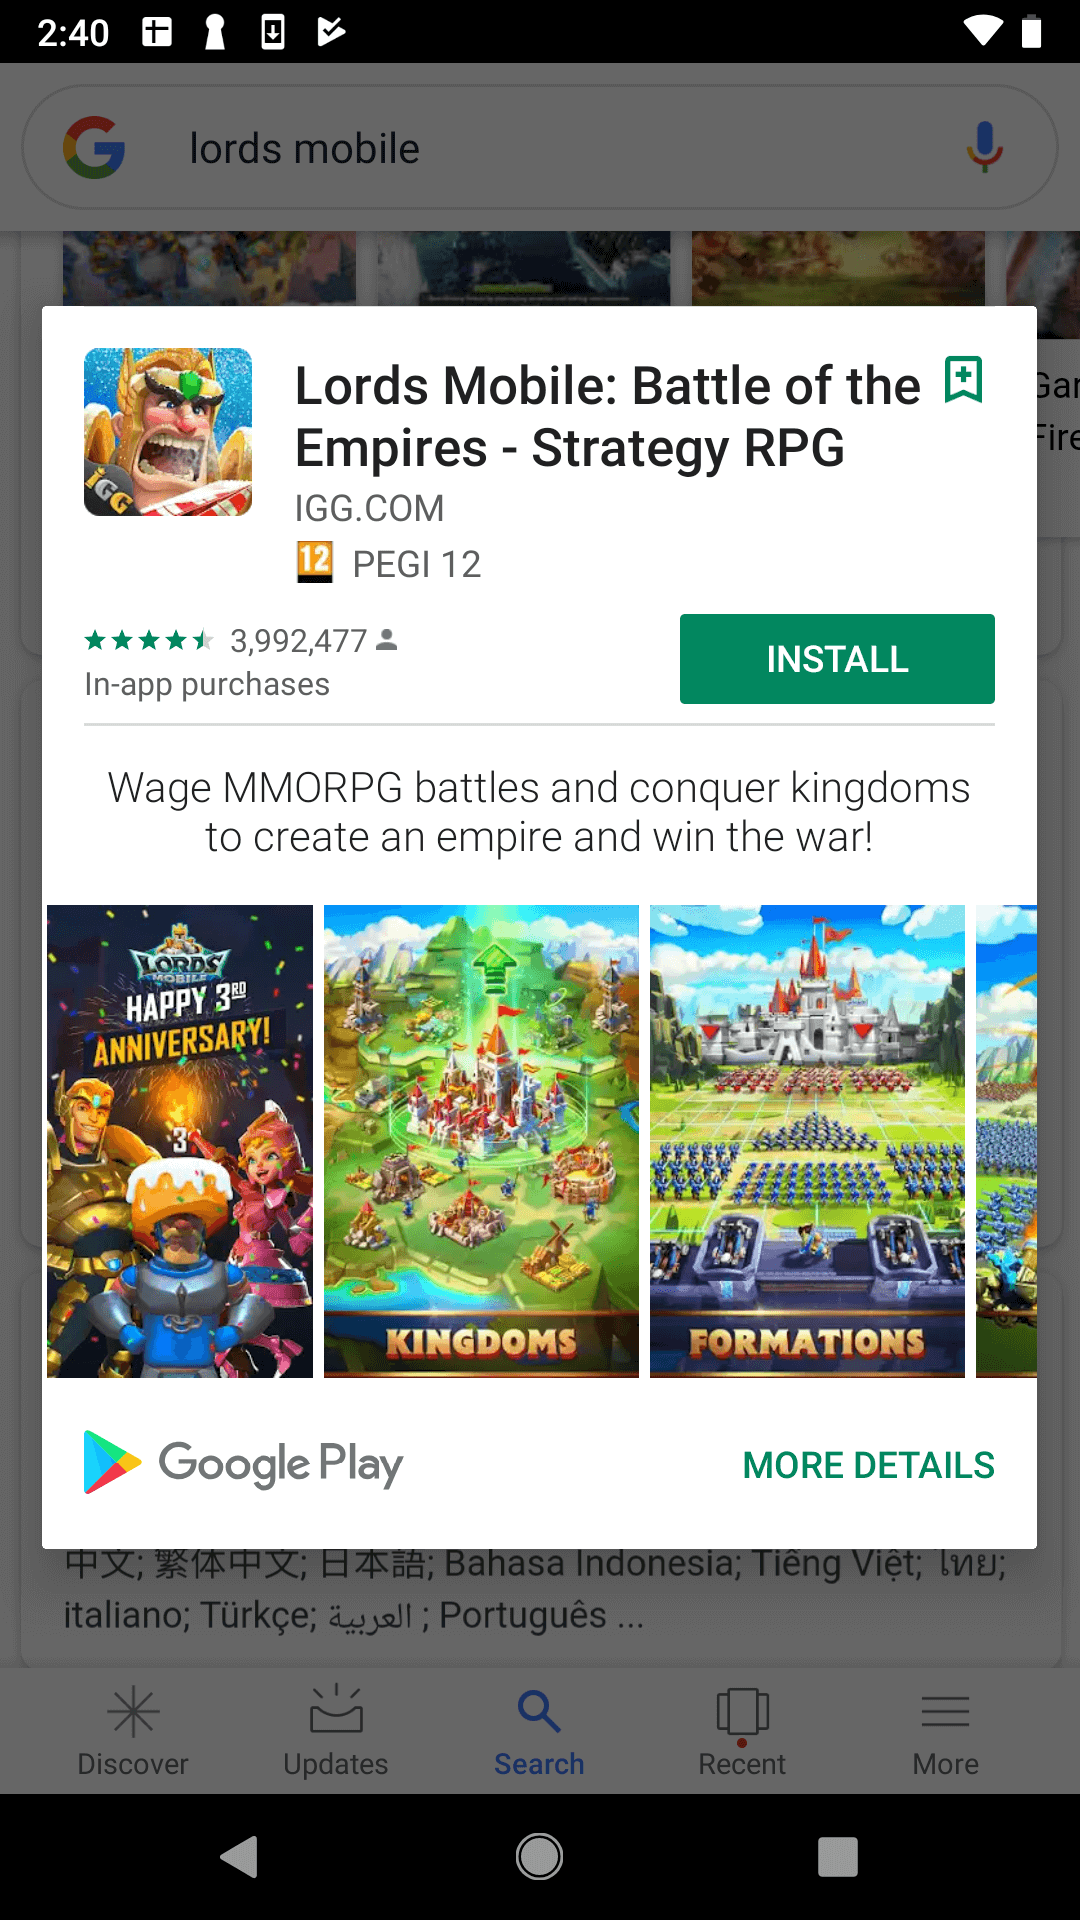 2:40
lords mobile
Gar
Fire
Lords Mobile: Battle of the
Empires - Strategy RPG
IGG.COM
12 PEGI 12
IGG
3,992,477
In-app purchases
INSTALL
Wage MMORPG battles and conquer kingdoms
to create an empire and win the war!
LORDS
MOBILE
HAPPY 3RD
ANNIVERSARY!
3
KINGDOMS
FORMATIONS
Google Play
MORE DETAILS
中文; 繁体中文; 日本語; Bahasa Indonesia; Tiếng Việt; ไทย;
italiano; Türkçe; العربية ; Português ...
Discover
Updates
Search
Recent
More